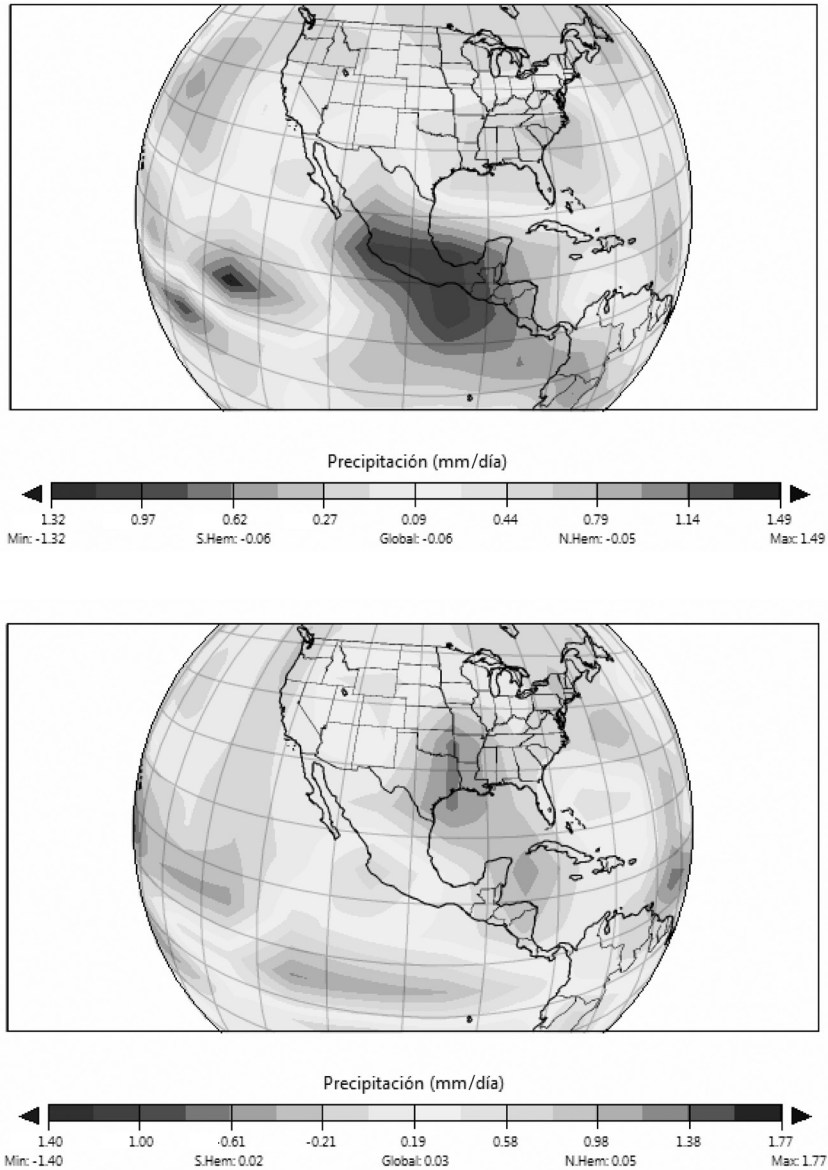 Precipitación (mm/día)
1.32 0.97 0.62 0.27 0.09 0.44 0.79 1.14 1.49
Min: -1.32 S.Hem: -0.06 Global: -0.06 N.Hem: -0.05 Max: 1.49
Precipitación (mm/día)
1.40 1.00 -0.61 -0.21 0.19 0.58 0.98 1.38 1.77
Min: -1.40 S.Hem: 0.02 Global: 0.03 N.Hem: 0.05 Max: 1.77